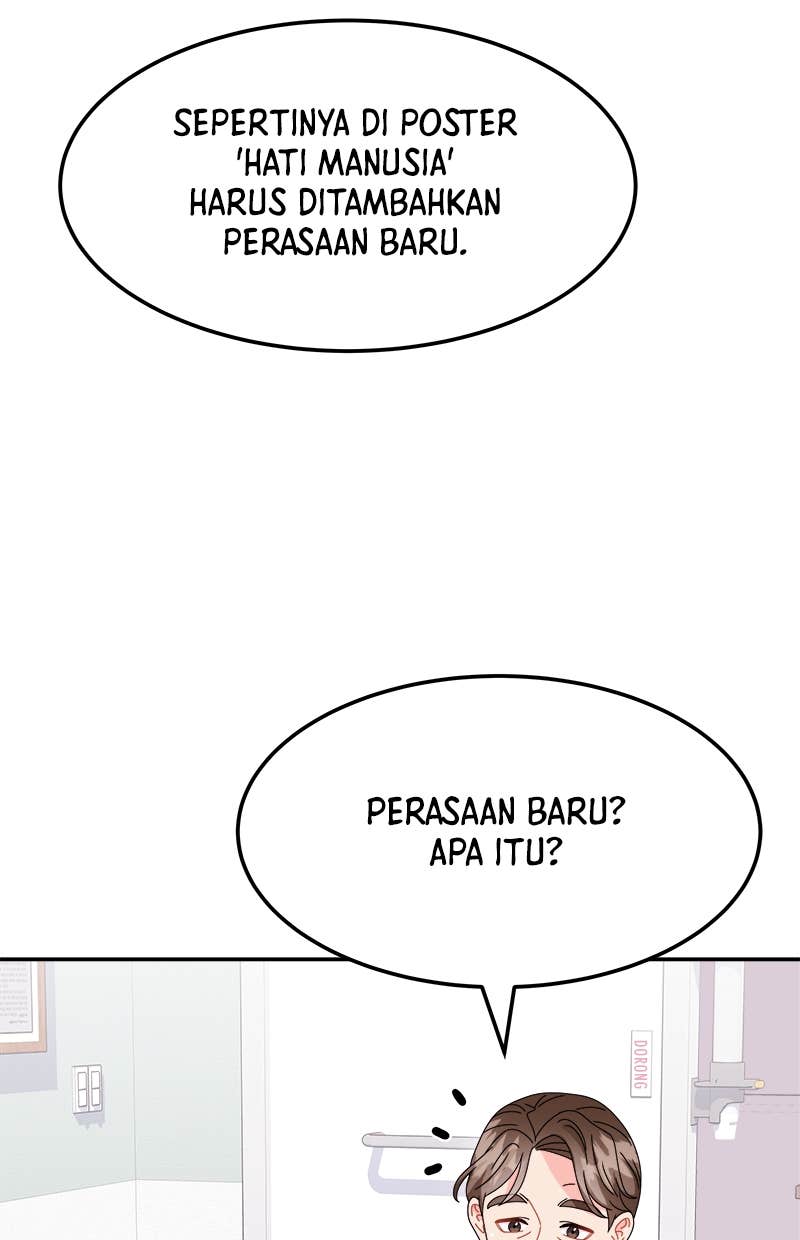 SEPERTINYA DI POSTER
'HATI MANUSIA'
HARUS DITAMBAHKAN
PERASAAN BARU.
PERASAAN BARU?
APA ITU?
DORONG